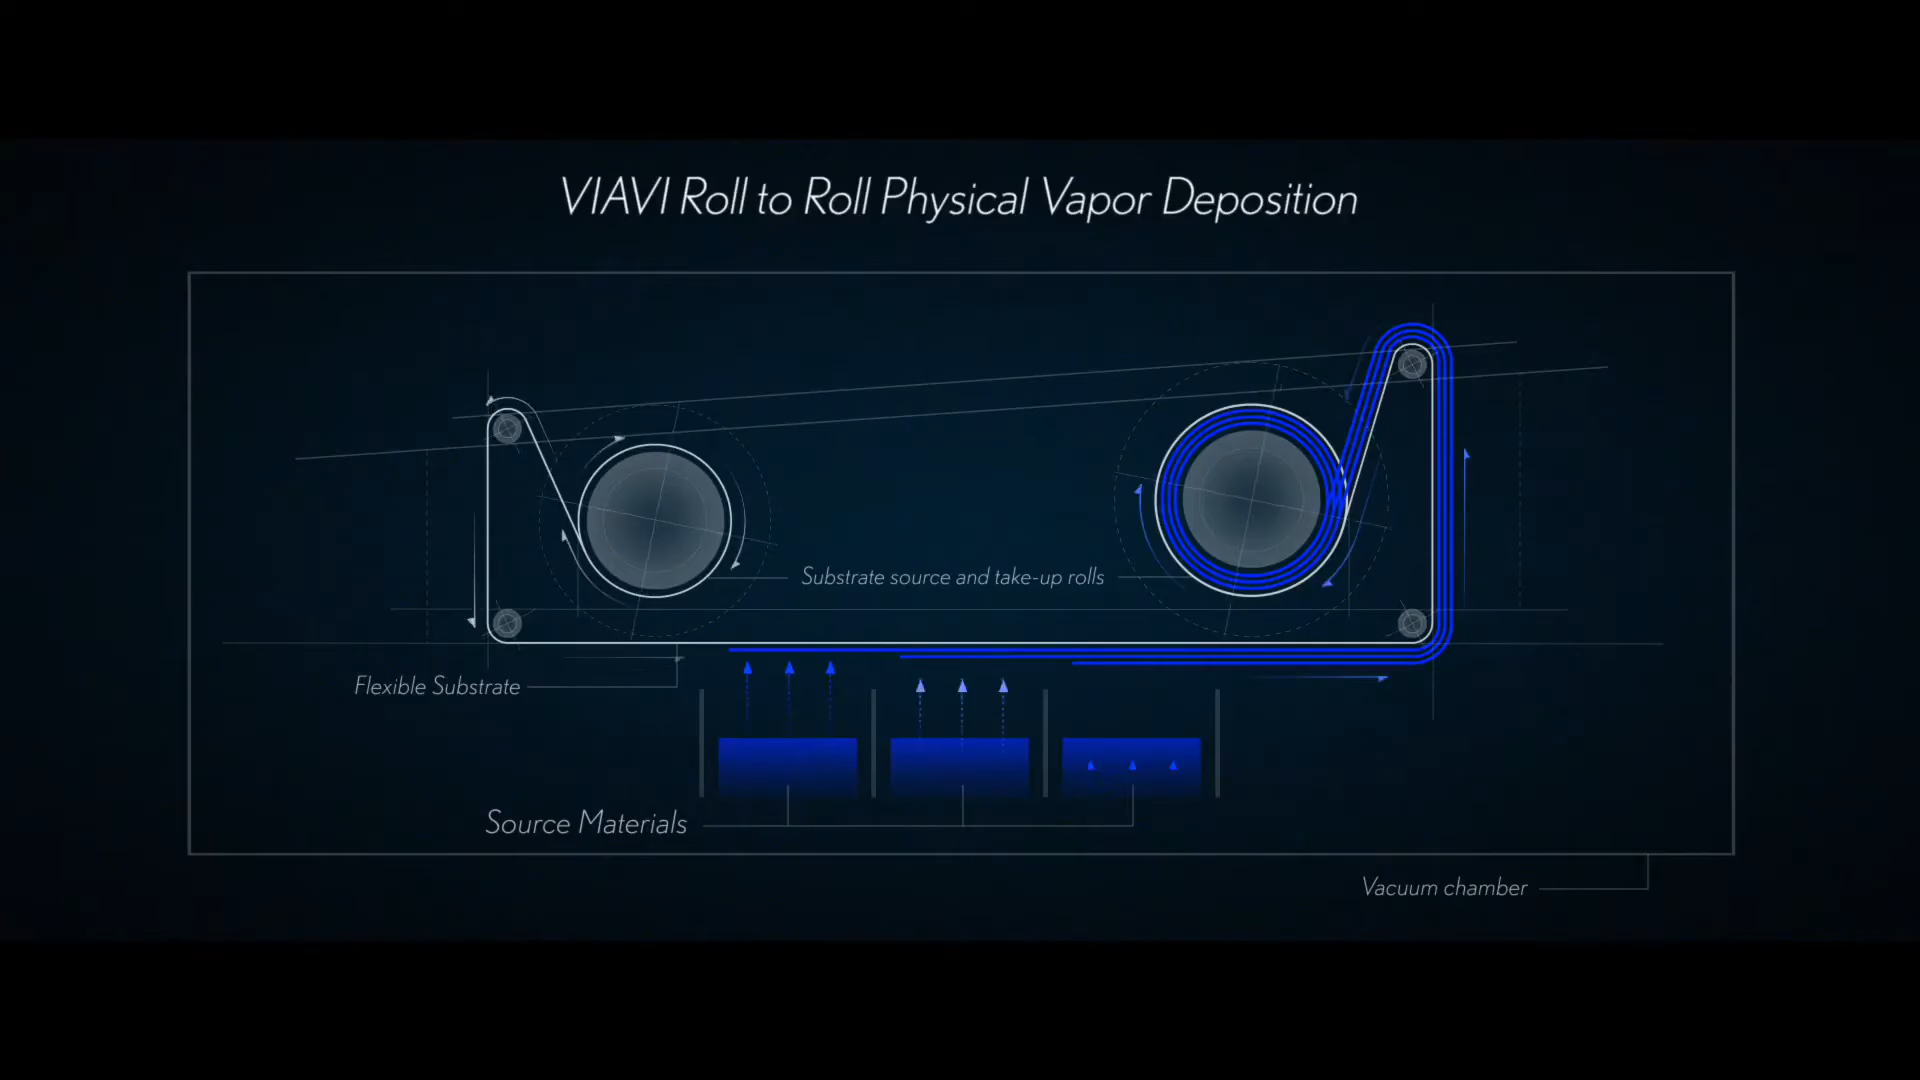 VIAVI Roll to Roll Physical Vapor Deposition
Substrate source and take-up rolls
Flexible Substrate
Source Materials
Vacuum chamber